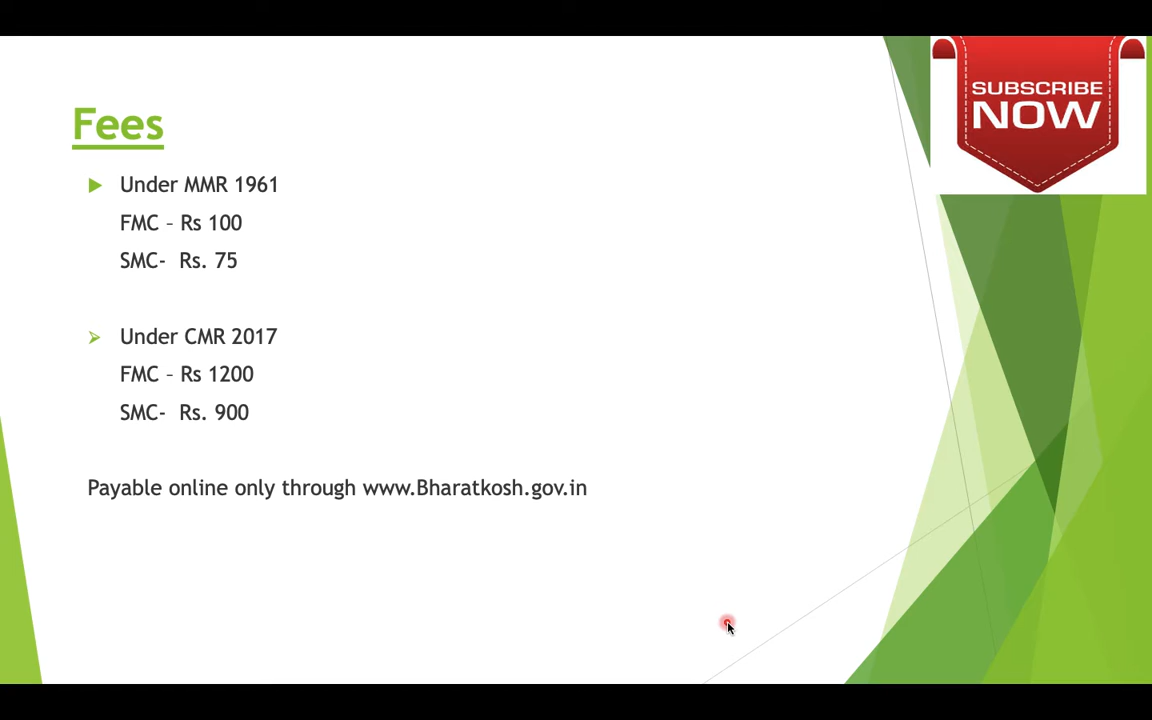 SUBSCRIBE
NOW
Fees
Under MMR 1961
FMC – Rs 100
SMC- Rs. 75
Under CMR 2017
FMC – Rs 1200
SMC- Rs. 900
Payable online only through www.Bharatkosh.gov.in